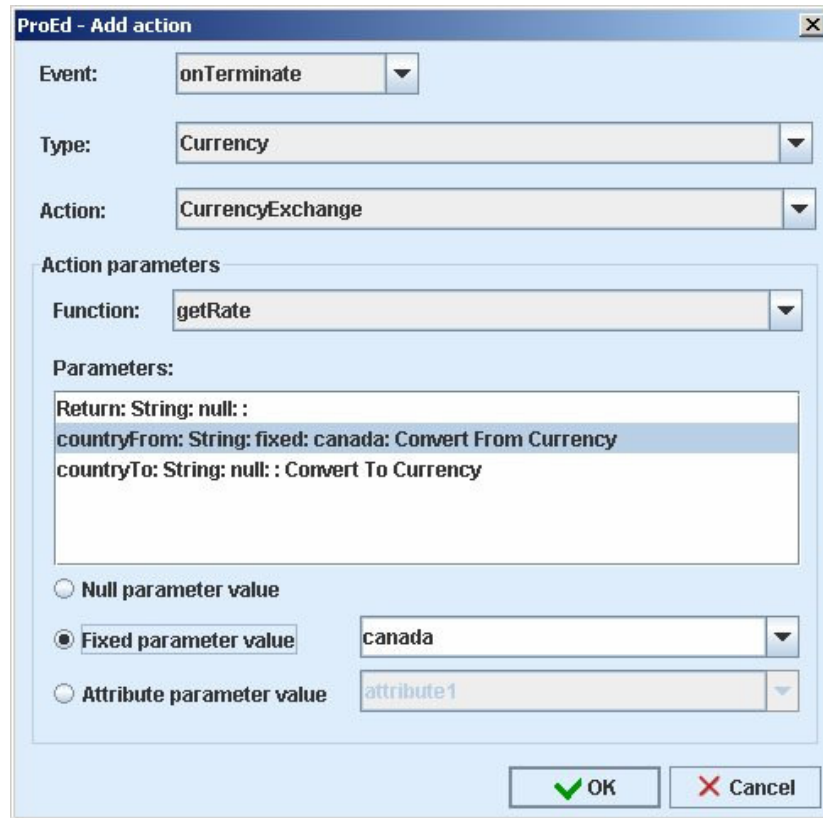 ProEd - Add action
Event: onTerminate
Type: Currency
Action: CurrencyExchange
Action parameters
Function: getRate
Parameters:
Return: String: null: :
countryFrom: String: fixed: canada: Convert From Currency
countryTo: String: null: : Convert To Currency
Null parameter value
Fixed parameter value canada
Attribute parameter value attribute1
OK Cancel